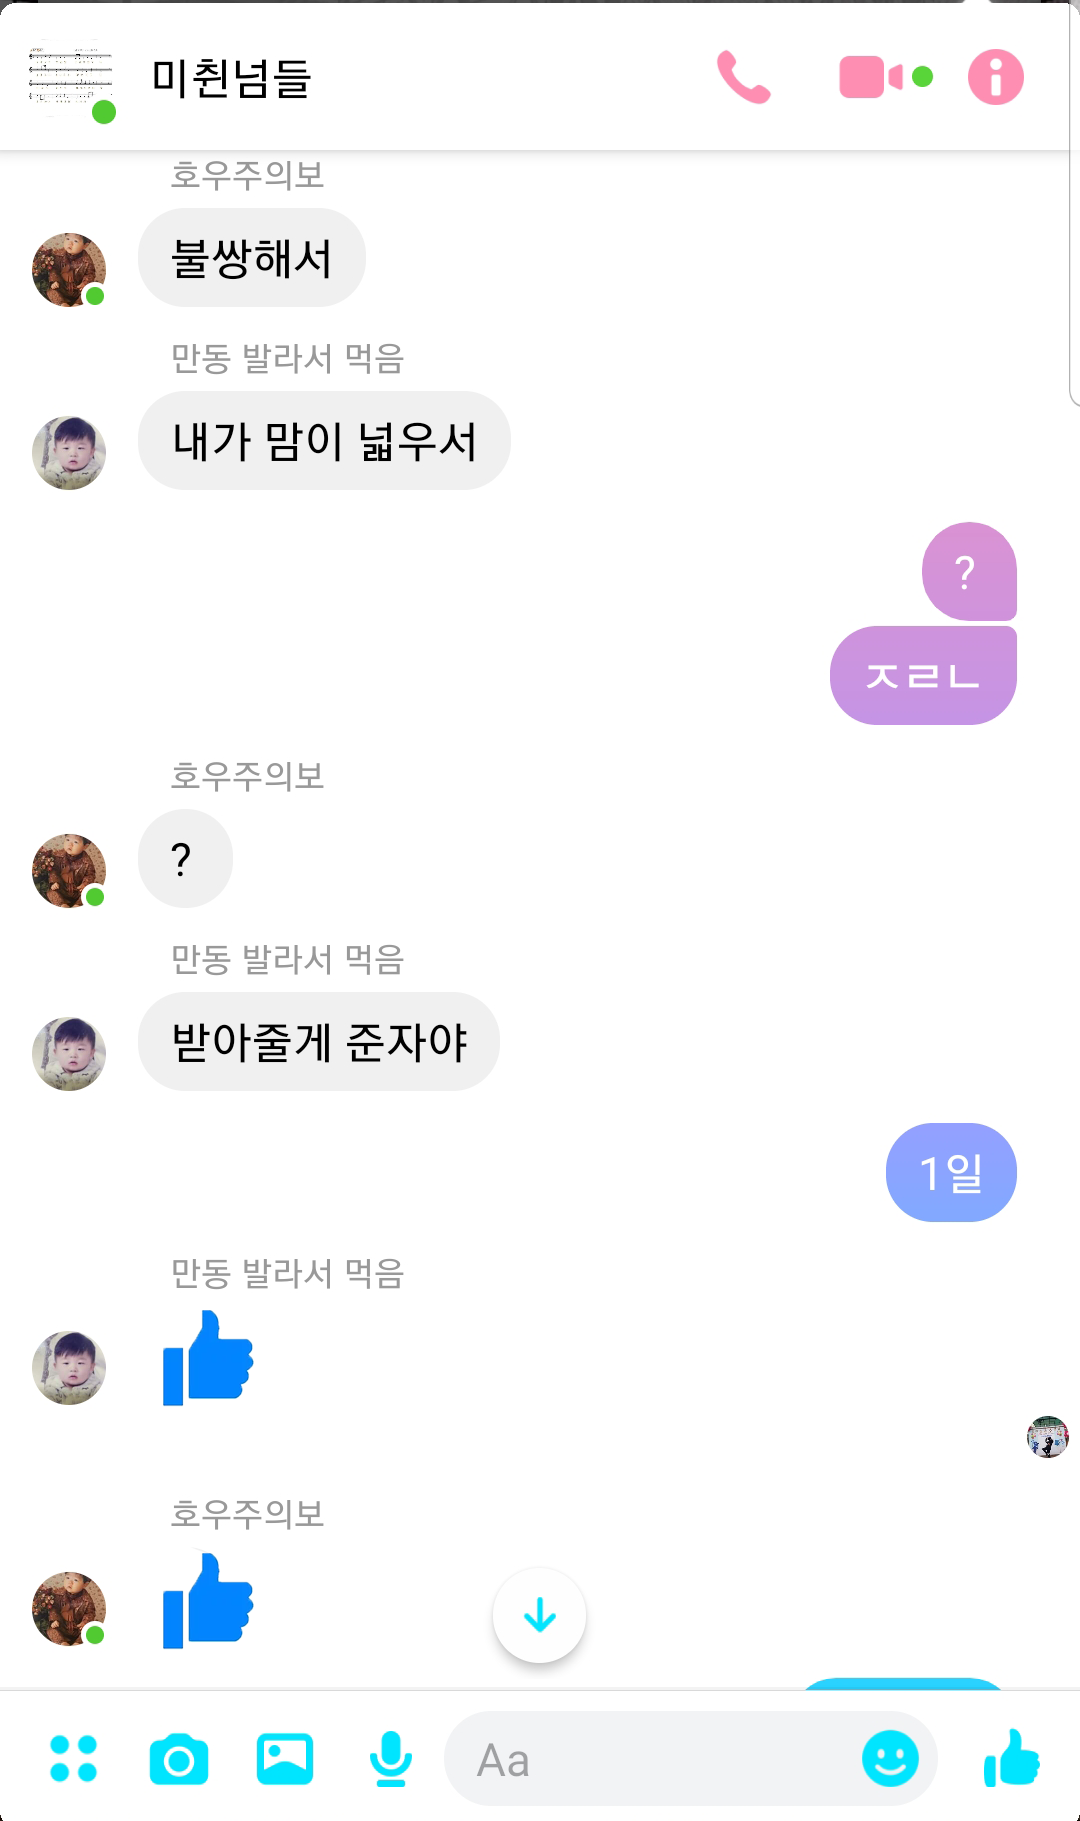 미췬넘들
호우주의보
불쌍해서
만동 발라서 먹음
내가 맘이 넓우서
?
ㅈㄹㄴ
호우주의보
?
만동 발라서 먹음
받아줄게 준자야
1일
만동 발라서 먹음
호우주의보
Aa